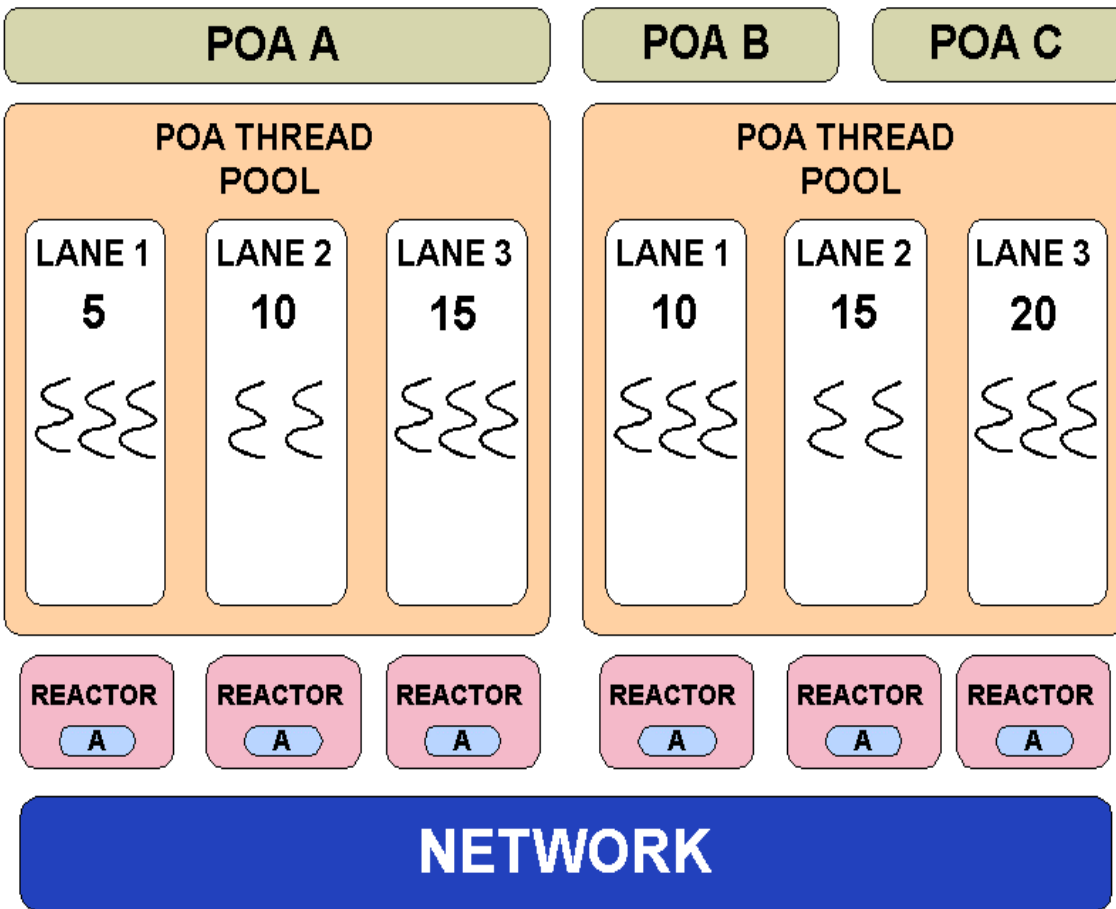 POA A
POA B
POA C
POA THREAD
POOL
LANE 1
5
LANE 2
10
LANE 3
15
POA THREAD
POOL
LANE 1
10
LANE 2
15
LANE 3
20
REACTOR
A
REACTOR
A
REACTOR
A
REACTOR
A
REACTOR
A
REACTOR
A
NETWORK